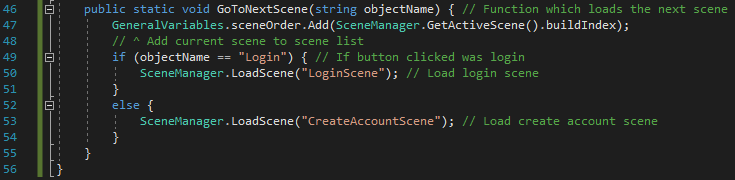 46 public static void GoToNextScene(string objectName) { // Function which loads the next scene
47 GeneralVariables.sceneOrder.Add(SceneManager.GetActiveScene().buildIndex);
48 // ^ Add current scene to scene list
49 if (objectName == "Login") { // If button clicked was login
50 SceneManager.LoadScene("LoginScene"); // Load login scene
51 }
52 else {
53 SceneManager.LoadScene("CreateAccountScene"); // Load create account scene
54 }
55 }
56 }